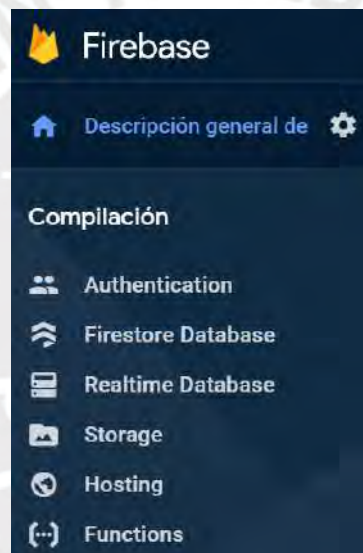 Firebase
Descripción general de
Compilación
Authentication
Firestore Database
Realtime Database
Storage
Hosting
Functions